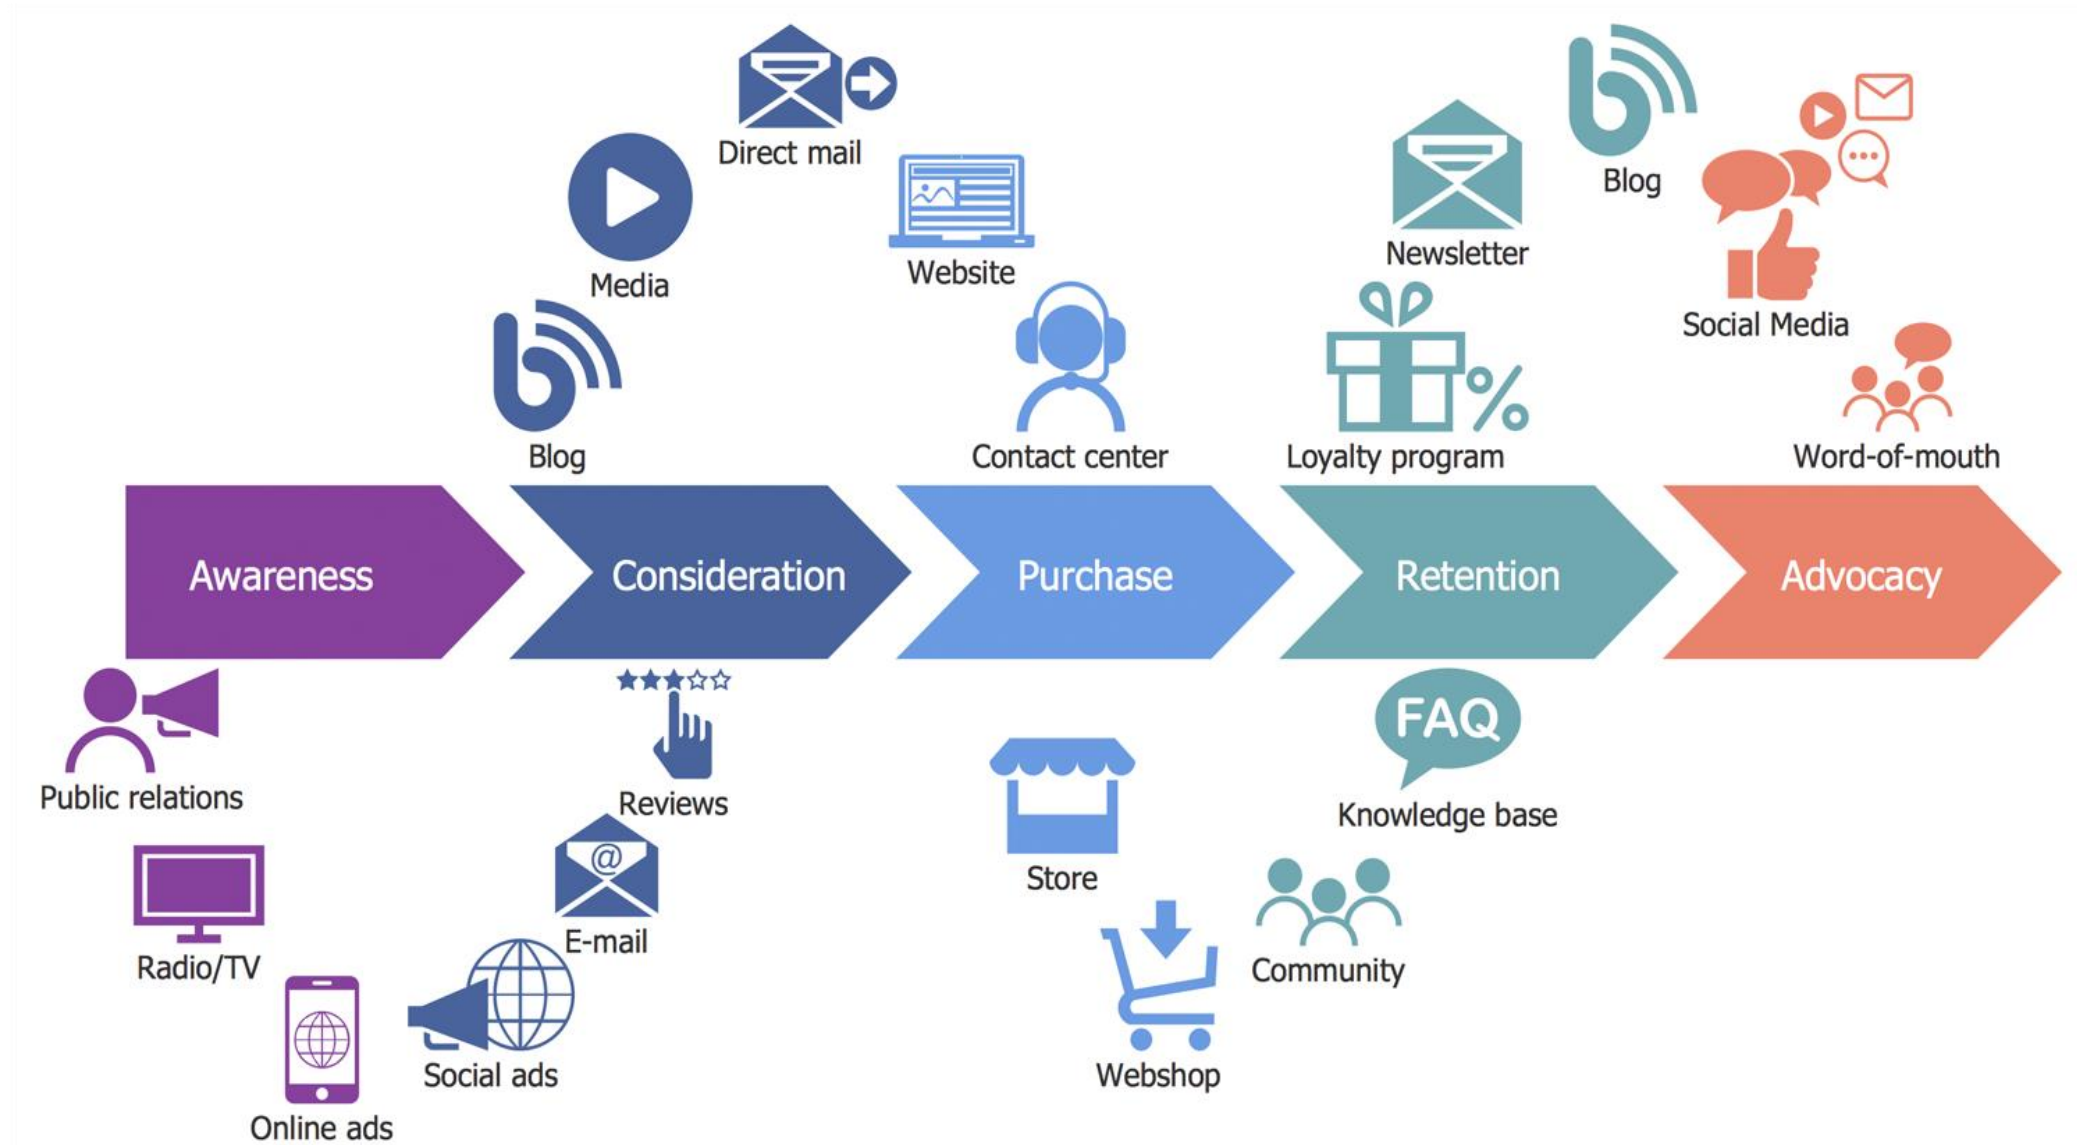 Direct mail
Media
Website
Blog
Contact center
Newsletter
Blog
Loyalty program
Social Media
Word-of-mouth
Awareness
Consideration
Purchase
Retention
Advocacy
Public relations
Radio/TV
Online ads
Social ads
@
E-mail
Reviews
Store
Webshop
FAQ
Knowledge base
Community
%